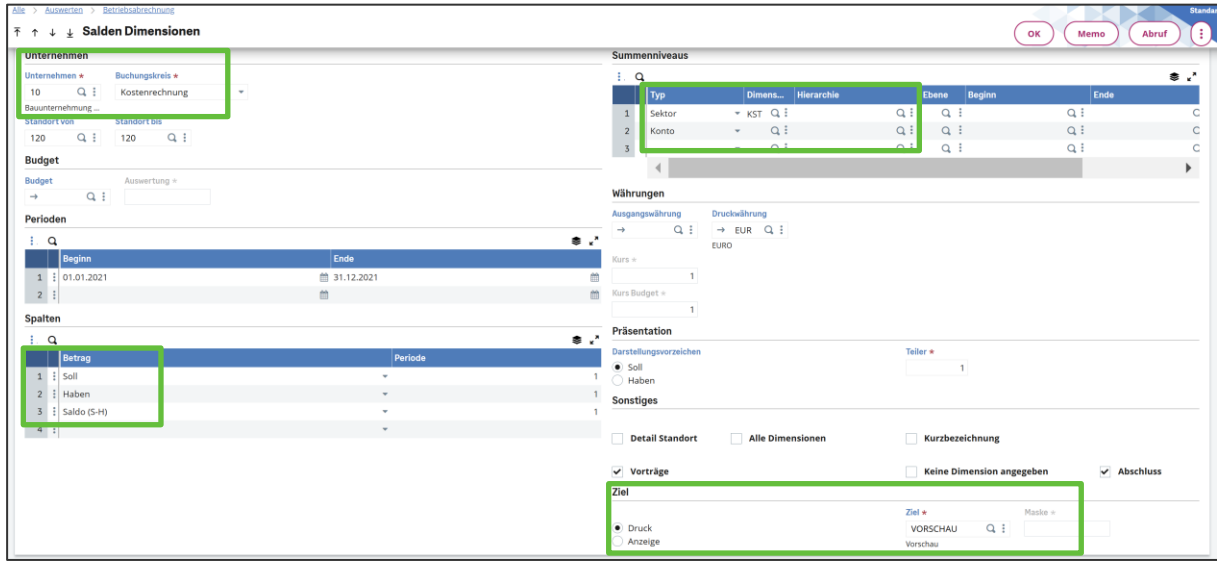 Alle > Auswerten > Betriebsabrechnung
Standar
Salden Dimensionen
OK Memo Abruf
Unternehmen
Unternehmen * Buchungskreis *
10 Kostenrechnung
Bauunternehmung ...
Standort von Standort bis
120 120
Budget
Budget Auswertung *
Perioden
Beginn Ende
1 01.01.2021 31.12.2021
2
Spalten
Betrag Periode
1 Soll 1
2 Haben 1
3 Saldo (S-H) 1
4
Summenniveaus
Typ Dimens... Hierarchie Ebene Beginn Ende
1 Sektor KST
2 Konto
3
Währungen
Ausgangswährung Druckwährung
EUR
EURO
Kurs *
1
Kurs Budget *
1
Präsentation
Darstellungsvorzeichen Teiler *
Soll 1
Haben
Sonstiges
Detail Standort Alle Dimensionen Kurzbezeichnung
Vorträge Keine Dimension angegeben Abschluss
Ziel
Ziel * Maske *
Druck VORSCHAU
Anzeige Vorschau